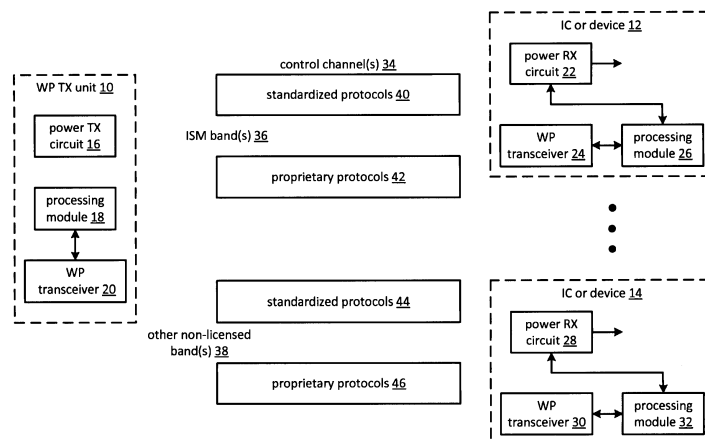 WP TX unit 10
power TX
circuit 16
processing
module 18
WP
transceiver 20
control channel(s) 34
standardized protocols 40
ISM band(s) 36
proprietary protocols 42
standardized protocols 44
other non-licensed
band(s) 38
proprietary protocols 46
IC or device 12
power RX
circuit 22
WP
transceiver 24
processing
module 26
IC or device 14
power RX
circuit 28
WP
transceiver 30
processing
module 32